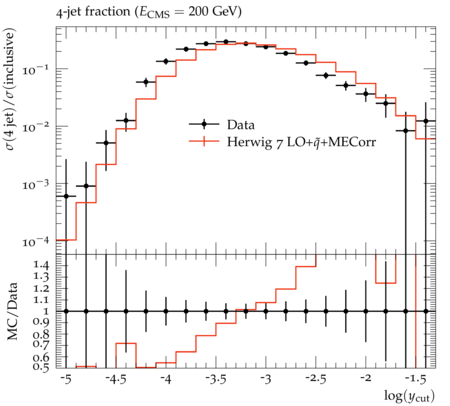 4-jet fraction (E_CMS = 200 GeV)
σ(4 jet)/σ(inclusive)
10⁻¹
10⁻²
10⁻³
10⁻⁴
Data
Herwig 7 LO+q̃+MECorr
MC/Data
1.4
1.3
1.2
1.1
1
0.9
0.8
0.7
0.6
0.5
-5 -4.5 -4 -3.5 -3 -2.5 -2 -1.5
log(y_cut)